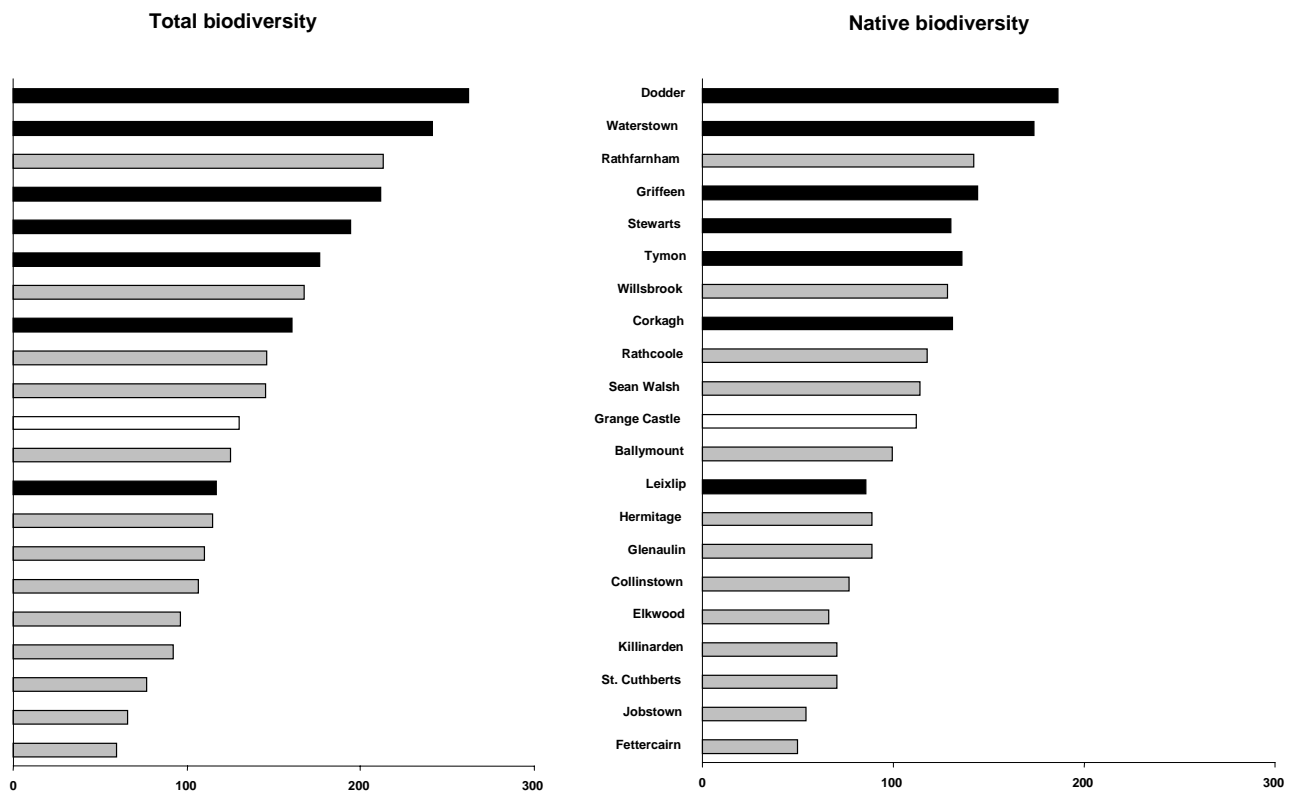 Total biodiversity
Native biodiversity
Dodder
Waterstown
Rathfarnham
Griffeen
Stewarts
Tymon
Willsbrook
Corkagh
Rathcoole
Sean Walsh
Grange Castle
Ballymount
Leixlip
Hermitage
Glenaulin
Collinstown
Elkwood
Killinarden
St. Cuthberts
Jobstown
Fettercairn
0 100 200 300
0 100 200 300